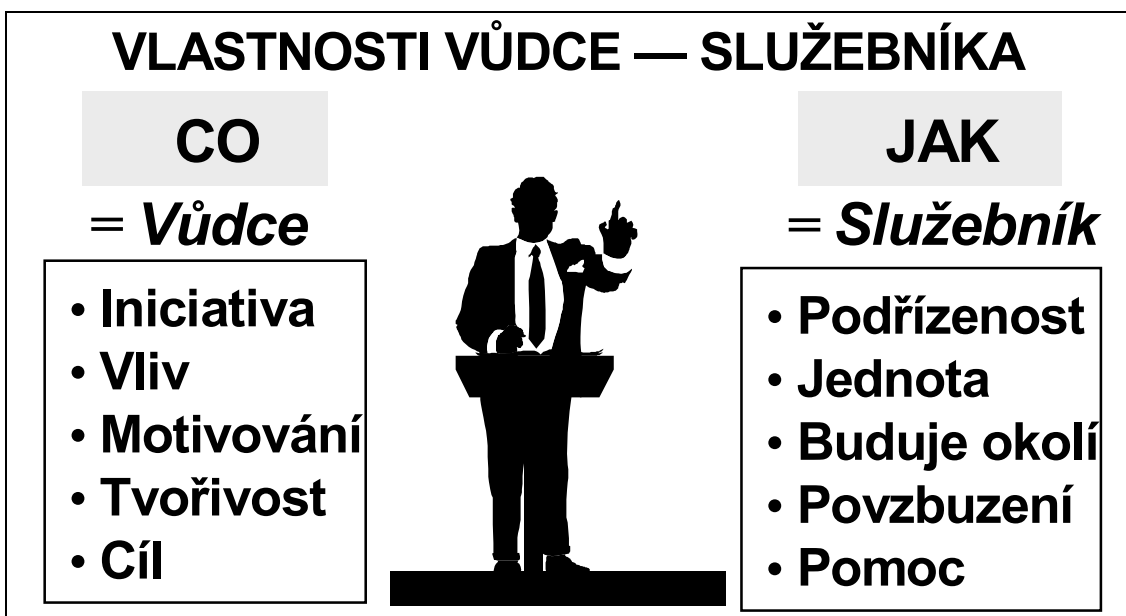 VLASTNOSTI VŮDCE — SLUŽEBNÍKA
CO
= Vůdce
• Iniciativa
• Vliv
• Motivování
• Tvořivost
• Cíl
JAK
= Služebník
• Podřízenost
• Jednota
• Buduje okolí
• Povzbuzení
• Pomoc